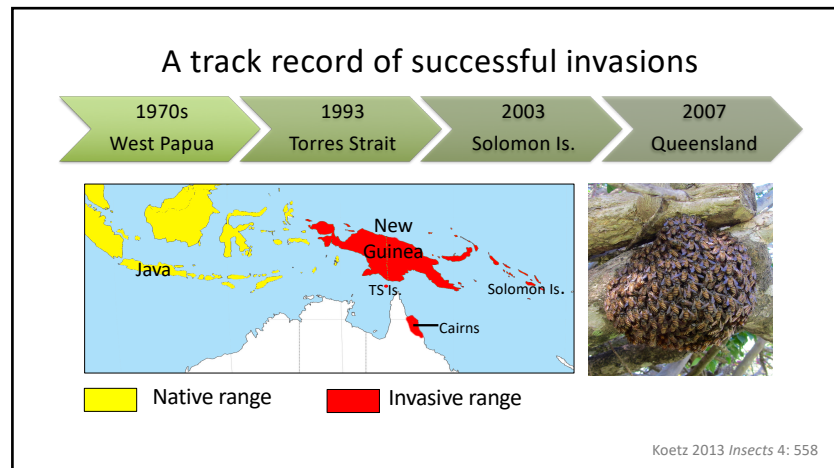 A track record of successful invasions
1970s
West Papua
1993
Torres Strait
2003
Solomon Is.
2007
Queensland
New
Guinea
Java
TS Is.
Solomon Is.
Cairns
Native range
Invasive range
Koetz 2013 Insects 4: 558